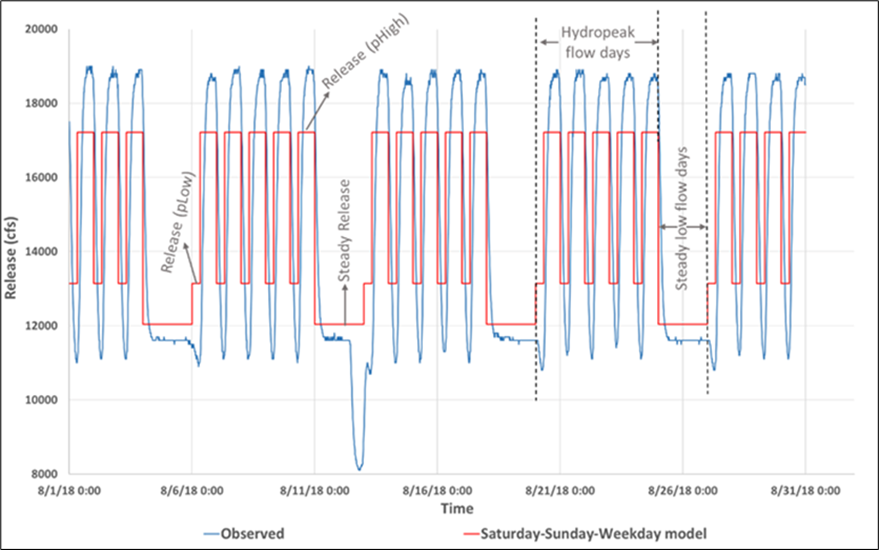 20000
18000
16000
14000
12000
10000
8000
Release (cfs)
Release (pLow)
Release (pHigh)
Steady Release
Hydropeak
flow days
Steady low flow days
8/1/18 0:00
8/6/18 0:00
8/11/18 0:00
8/16/18 0:00
8/21/18 0:00
8/26/18 0:00
8/31/18 0:00
Time
Observed
Saturday-Sunday-Weekday model